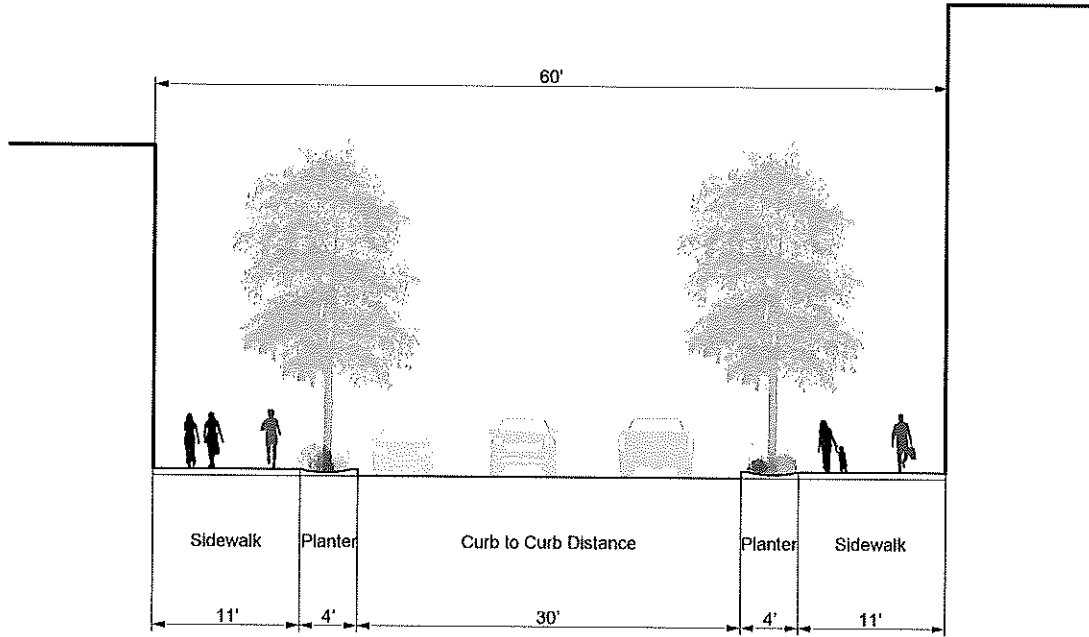 60'
Sidewalk Planter Curb to Curb Distance Planter Sidewalk
11' 4' 30' 4' 11'